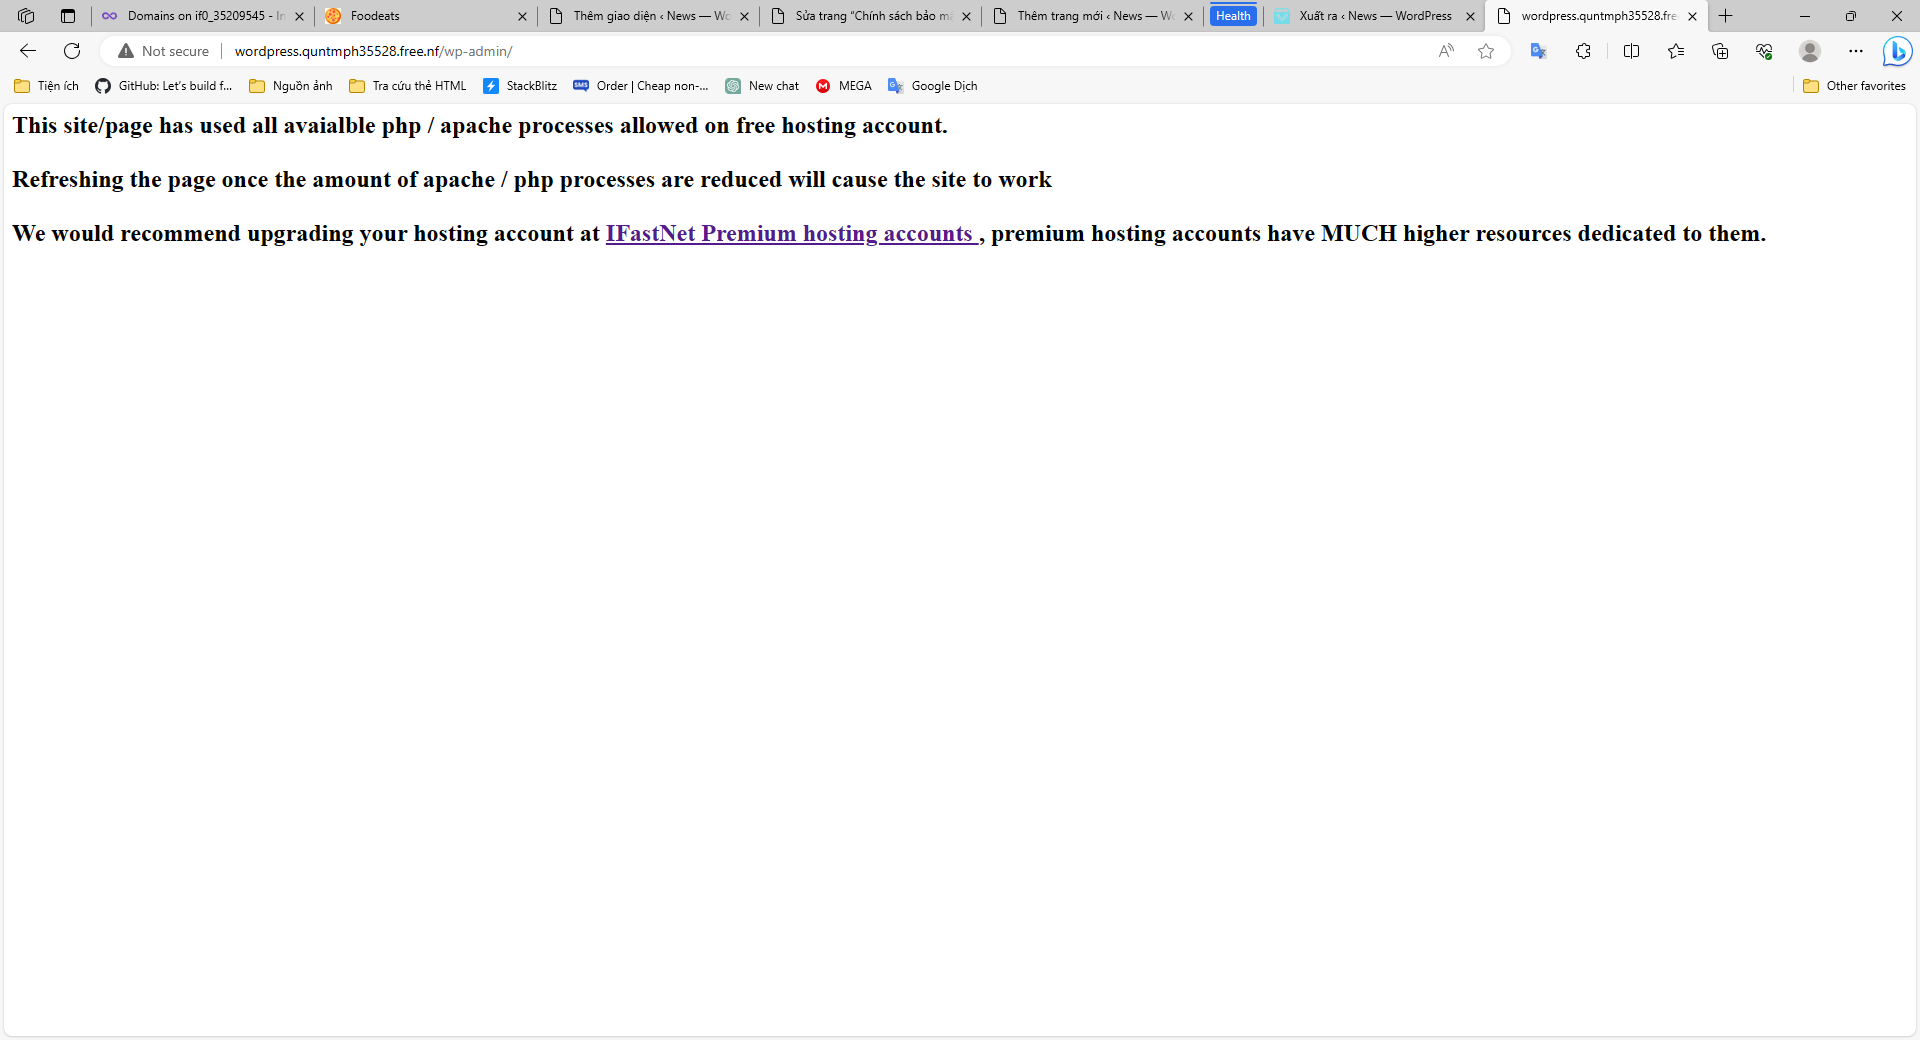 Domains on if0_35209545 - In
Foodeats
Thêm giao diện ‹ News — Wo
Sửa trang “Chính sách bảo mậ
Thêm trang mới ‹ News — Wo
Health
Xuất ra ‹ News — WordPress
wordpress.quntmph35528.fre
Not secure
wordpress.quntmph35528.free.nf/wp-admin/
Tiện ích
GitHub: Let's build f...
Nguồn ảnh
Tra cứu thẻ HTML
StackBlitz
SMS
Order | Cheap non-...
New chat
MEGA
Google Dịch
Other favorites
This site/page has used all avaialble php / apache processes allowed on free hosting account.
Refreshing the page once the amount of apache / php processes are reduced will cause the site to work
We would recommend upgrading your hosting account at IFastNet Premium hosting accounts , premium hosting accounts have MUCH higher resources dedicated to them.